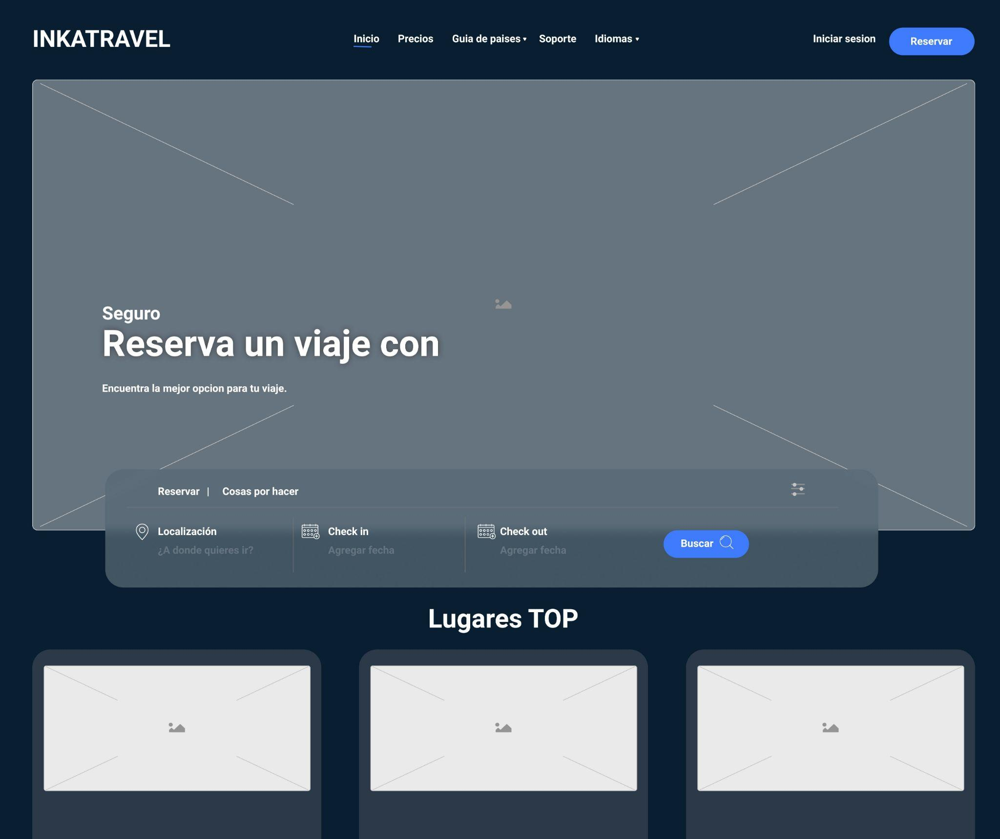 INKATRAVEL
Inicio Precios Guia de paises Soporte Idiomas Iniciar sesion Reservar
Seguro
Reserva un viaje con
Encuentra la mejor opcion para tu viaje.
Reservar | Cosas por hacer
Localización Check in Check out
¿A donde quieres ir? Agregar fecha Agregar fecha
Buscar
Lugares TOP